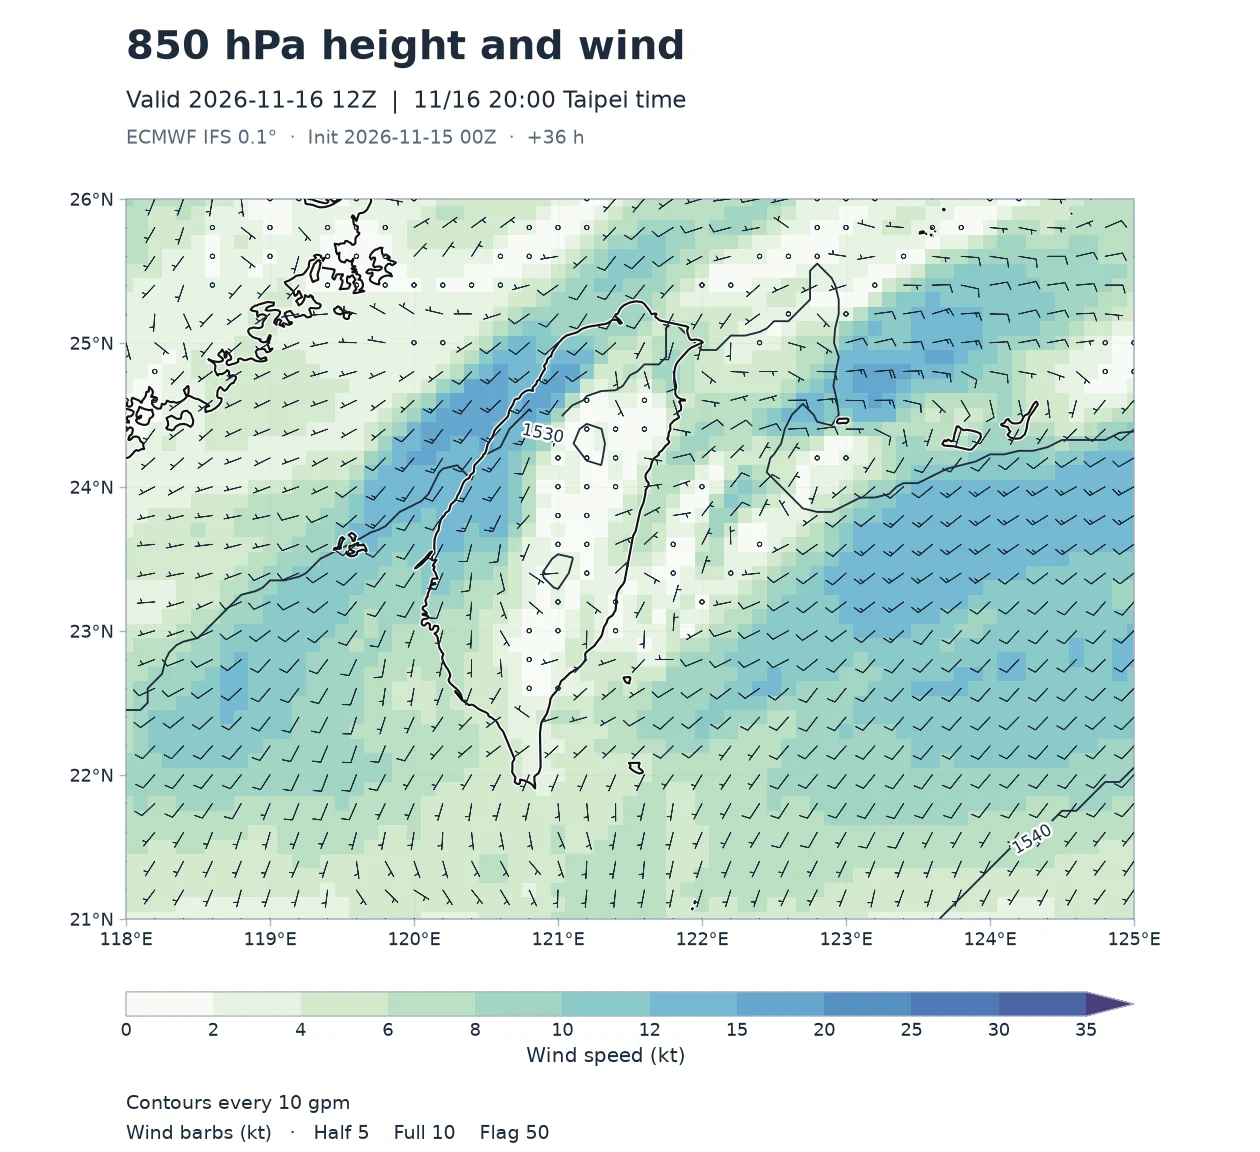 850 hPa height and wind
Valid 2026-11-16 12Z | 11/16 20:00 Taipei time
ECMWF IFS 0.1° · Init 2026-11-15 00Z · +36 h
26°N
25°N
1530
24°N
23°N
22°N
1540
21°N
118°E 119°E 120°E 121°E 122°E 123°E 124°E 125°E
0 2 4 6 8 10 12 15 20 25 30 35
Wind speed (kt)
Contours every 10 gpm
Wind barbs (kt) · Half 5 Full 10 Flag 50